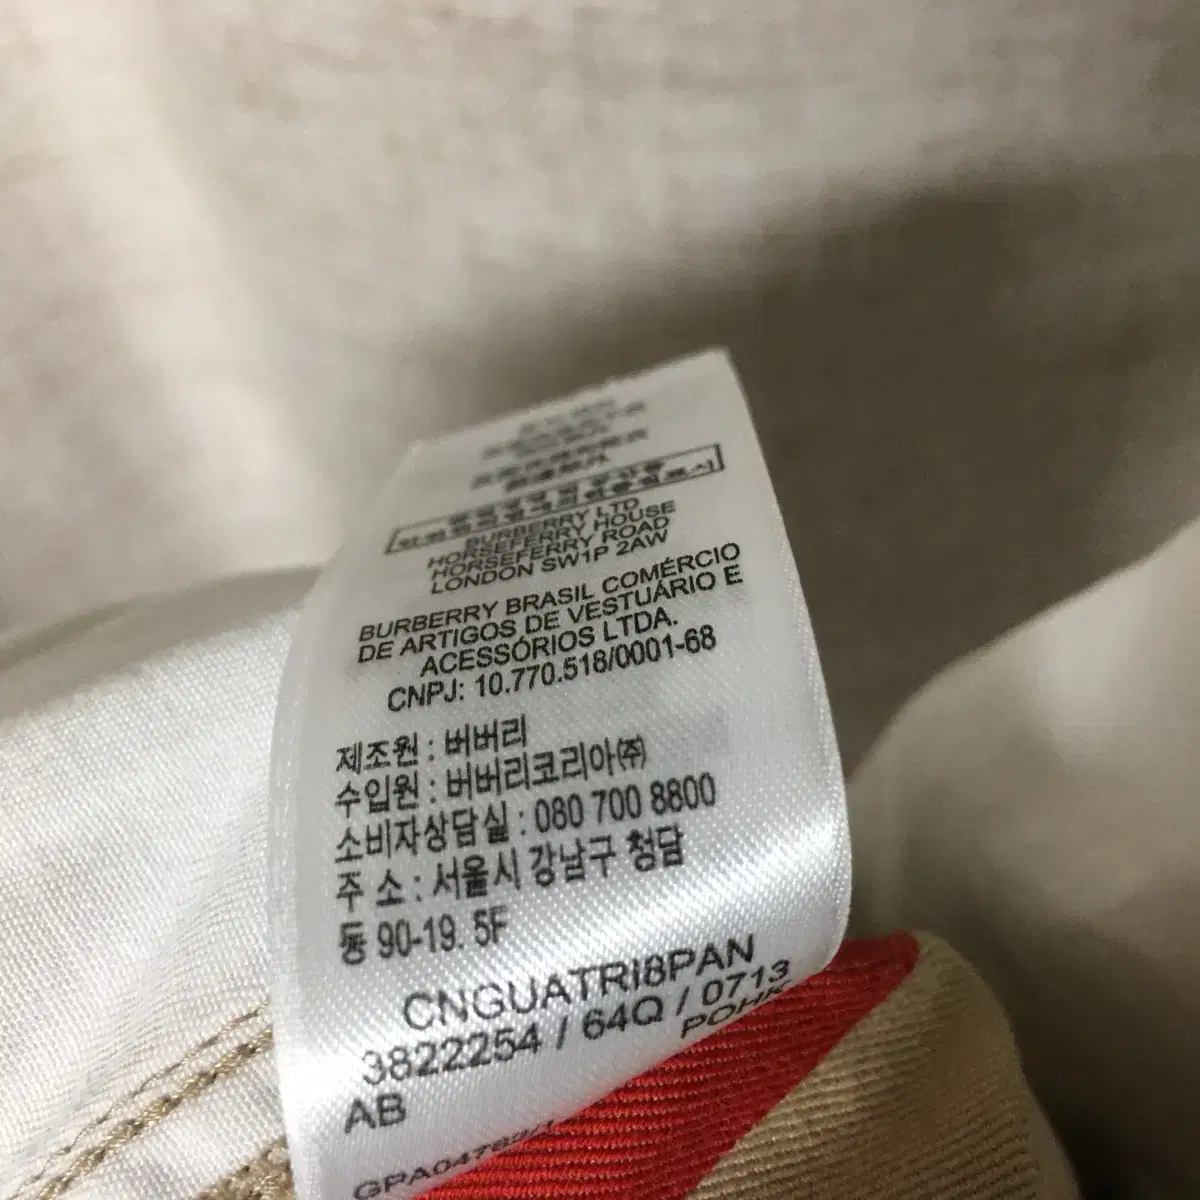 BURBERRY LTD
HORSEFERRY HOUSE
HORSEFERRY ROAD
LONDON SW1P 2AW
BURBERRY BRASIL COMÉRCIO
DE ARTIGOS DE VESTUÁRIO E
ACESSÓRIOS LTDA.
CNPJ: 10.770.518/0001-68
제조원 : 버버리
수입원 : 버버리코리아㈜
소비자상담실 : 080 700 8800
주 소 : 서울시 강남구 청담
동 90-19. 5F
CNGUATRI8PAN
3822254 / 64Q / 0713
POHK
AB